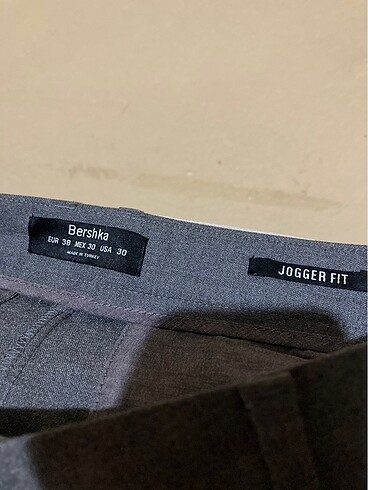 Bershka
EUR 38 MEX 30 USA 30
MADE IN TURKEY
JOGGER FIT